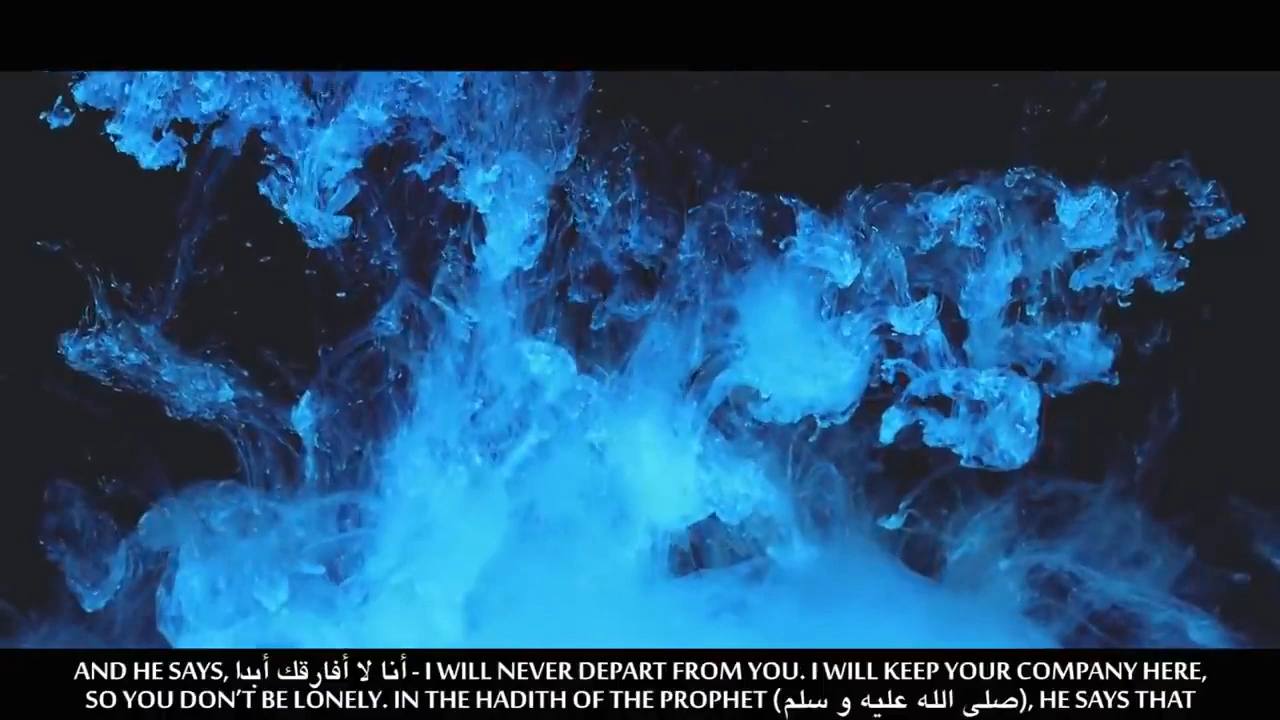 AND HE SAYS, أنا لا أفارقك أبدا - I WILL NEVER DEPART FROM YOU. I WILL KEEP YOUR COMPANY HERE,
SO YOU DON'T BE LONELY. IN THE HADITH OF THE PROPHET (صلى الله عليه و سلم), HE SAYS THAT